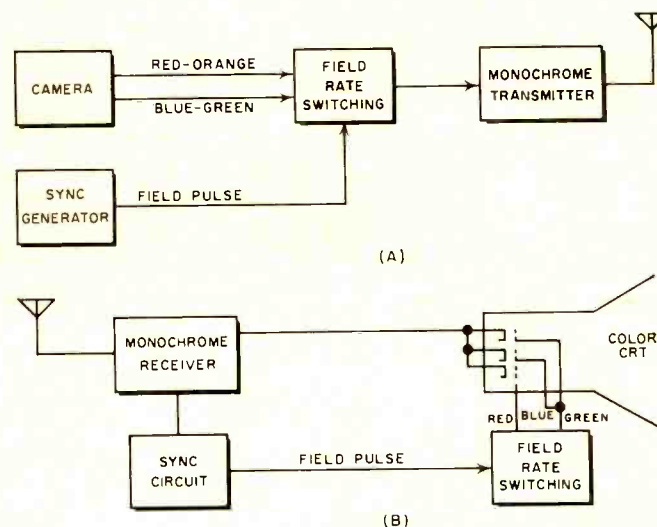 CAMERA
RED-ORANGE
BLUE-GREEN
FIELD
RATE
SWITCHING
MONOCHROME
TRANSMITTER
SYNC
GENERATOR
FIELD PULSE
(A)
MONOCHROME
RECEIVER
COLOR
CRT
RED BLUE GREEN
SYNC
CIRCUIT
FIELD PULSE
FIELD
RATE
SWITCHING
(B)